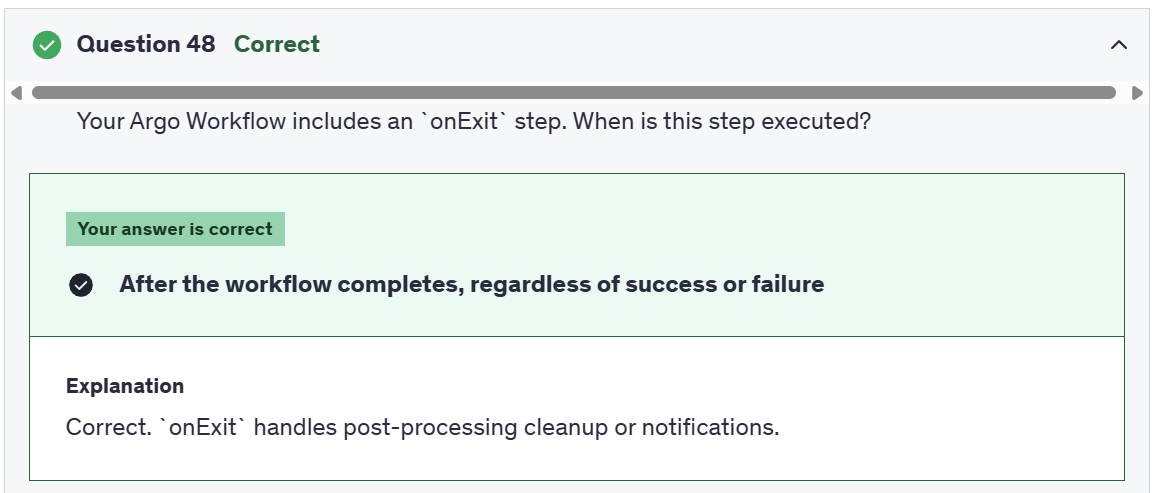 Question 48 Correct
Your Argo Workflow includes an `onExit` step. When is this step executed?
Your answer is correct
After the workflow completes, regardless of success or failure
Explanation
Correct. `onExit` handles post-processing cleanup or notifications.